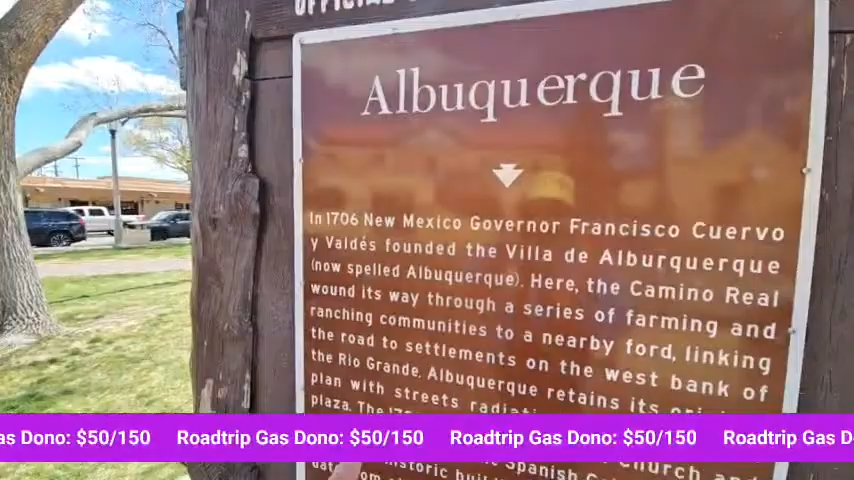 OFFICIAL
Albuquerque
In 1706 New Mexico Governor Francisco Cuervo
y Valdés founded the Villa de Alburquerque
(now spelled Albuquerque). Here, the Camino Real
wound its way through a series of farming and
ranching communities to a nearby ford, linking
the road to settlements on the west bank of
the Rio Grande. Albuquerque retains its
plan with streets
plaza. The
as Dono: $50/150 Roadtrip Gas Dono: $50/150 Roadtrip Gas Dono: $50/150 Roadtrip Gas D
Church and
historic Spanish